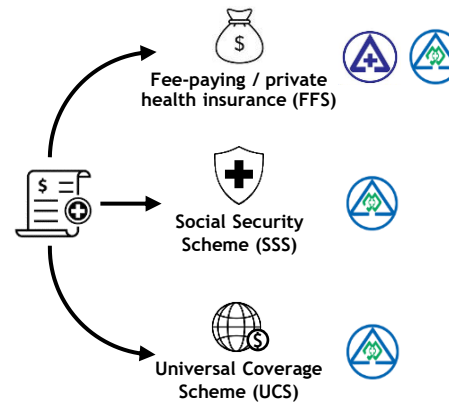 $
Fee-paying / private
health insurance (FFS)
$
Social Security
Scheme (SSS)
$
Universal Coverage
Scheme (UCS)